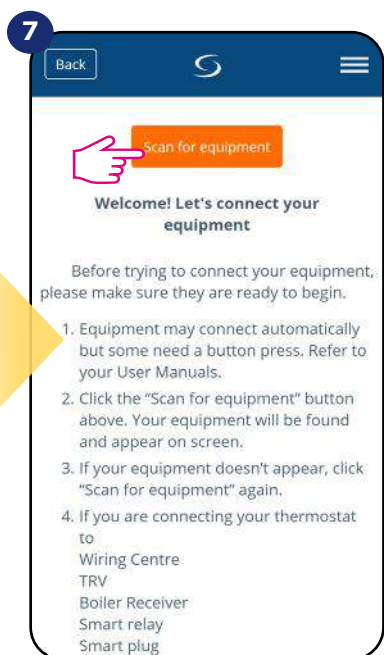 7
Back
Scan for equipment
Welcome! Let's connect your
equipment
Before trying to connect your equipment,
please make sure they are ready to begin.
1. Equipment may connect automatically
but some need a button press. Refer to
your User Manuals.
2. Click the “Scan for equipment” button
above. Your equipment will be found
and appear on screen.
3. If your equipment doesn't appear, click
“Scan for equipment” again.
4. If you are connecting your thermostat
to
Wiring Centre
TRV
Boiler Receiver
Smart relay
Smart plug